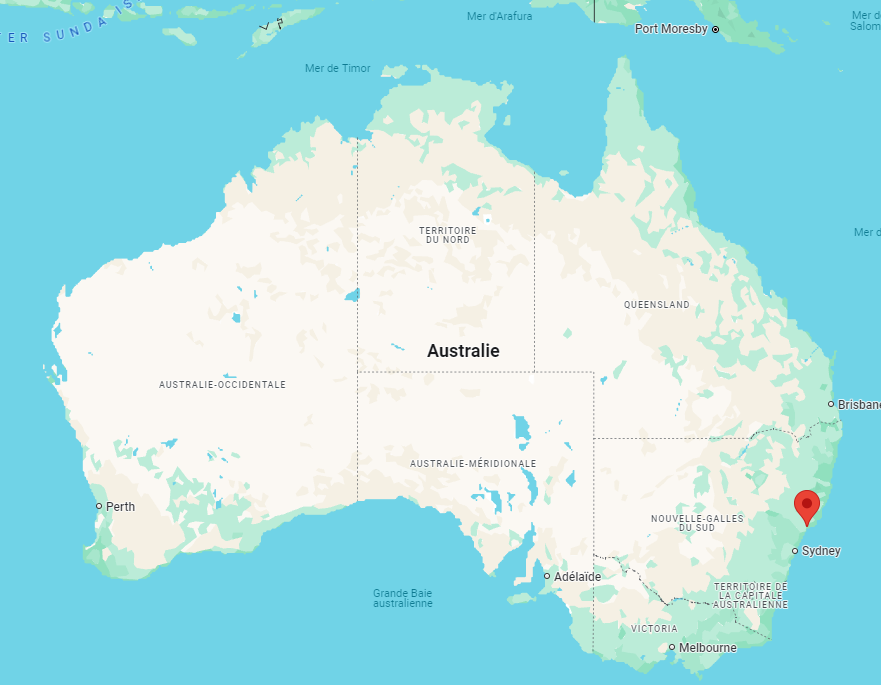 Mer d'Arafura
Port Moresby
Mer d
Salom
ER SUNDA IS
Mer de Timor
TERRITOIRE
DU NORD
Mer d
QUEENSLAND
Australie
AUSTRALIE-OCCIDENTALE
Brisbane
AUSTRALIE-MÉRIDIONALE
Perth
NOUVELLE-GALLES
DU SUD
Sydney
Adélaïde
Grande Baie
australienne
TERRITOIRE DE
LA CAPITALE
AUSTRALIENNE
VICTORIA
Melbourne